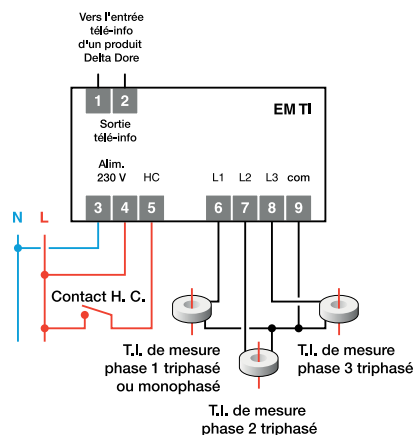 Vers l'entrée
télé-info
d'un produit
Delta Dore
1 2
EM TI
Sortie
télé-info
Alim.
230 V HC L1 L2 L3 com
3 4 5 6 7 8 9
N L
Contact H. C.
T.I. de mesure
phase 1 triphasé
ou monophasé
T.I. de mesure
phase 3 triphasé
T.I. de mesure
phase 2 triphasé